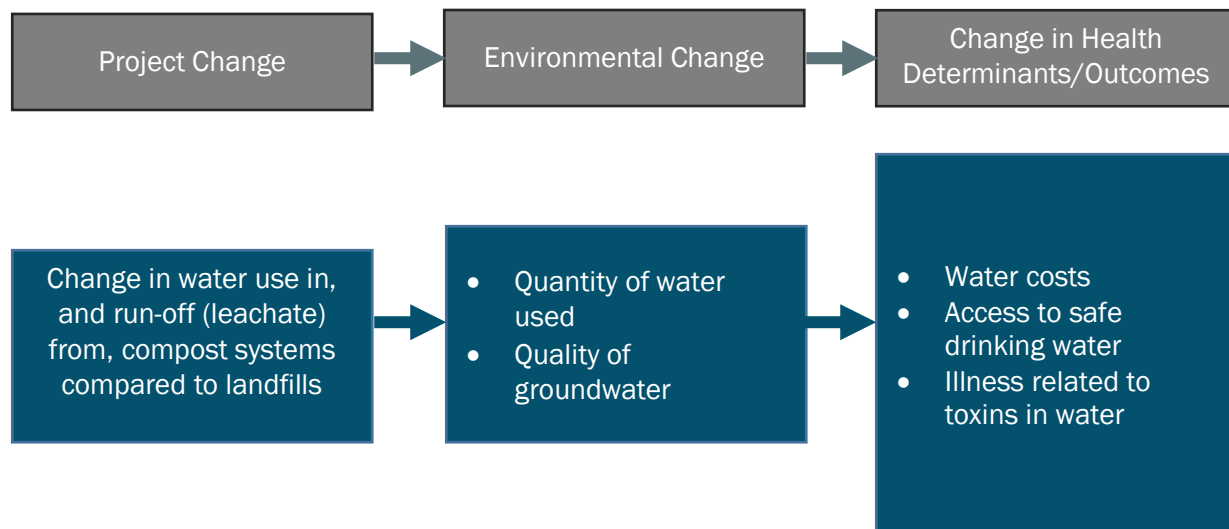 Project Change
Environmental Change
Change in Health
Determinants/Outcomes
Change in water use in,
and run-off (leachate)
from, compost systems
compared to landfills
• Quantity of water
used
• Quality of
groundwater
• Water costs
• Access to safe
drinking water
• Illness related to
toxins in water